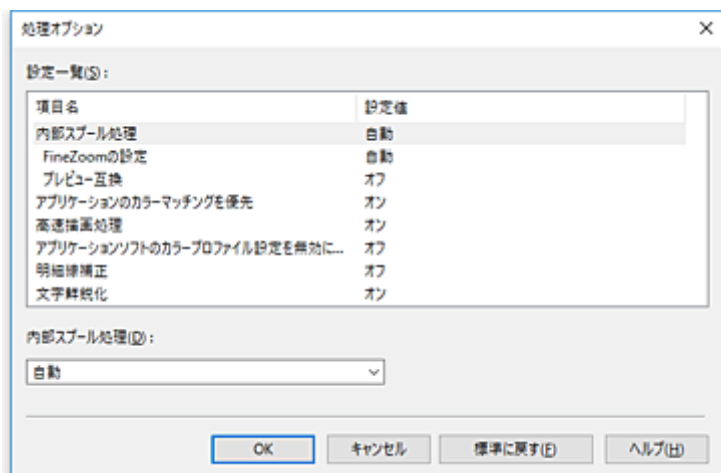 処理オプション
設定一覧(S):
項目名 設定値
内部スプール処理 自動
FineZoomの設定 自動
プレビュー互換 オフ
アプリケーションのカラーマッチングを優先 オン
高速描画処理 オン
アプリケーションソフトのカラープロファイル設定を無効に... オフ
明細線補正 オフ
文字鮮鋭化 オン
内部スプール処理(D):
自動
OK キャンセル 標準に戻す(F) ヘルプ(H)